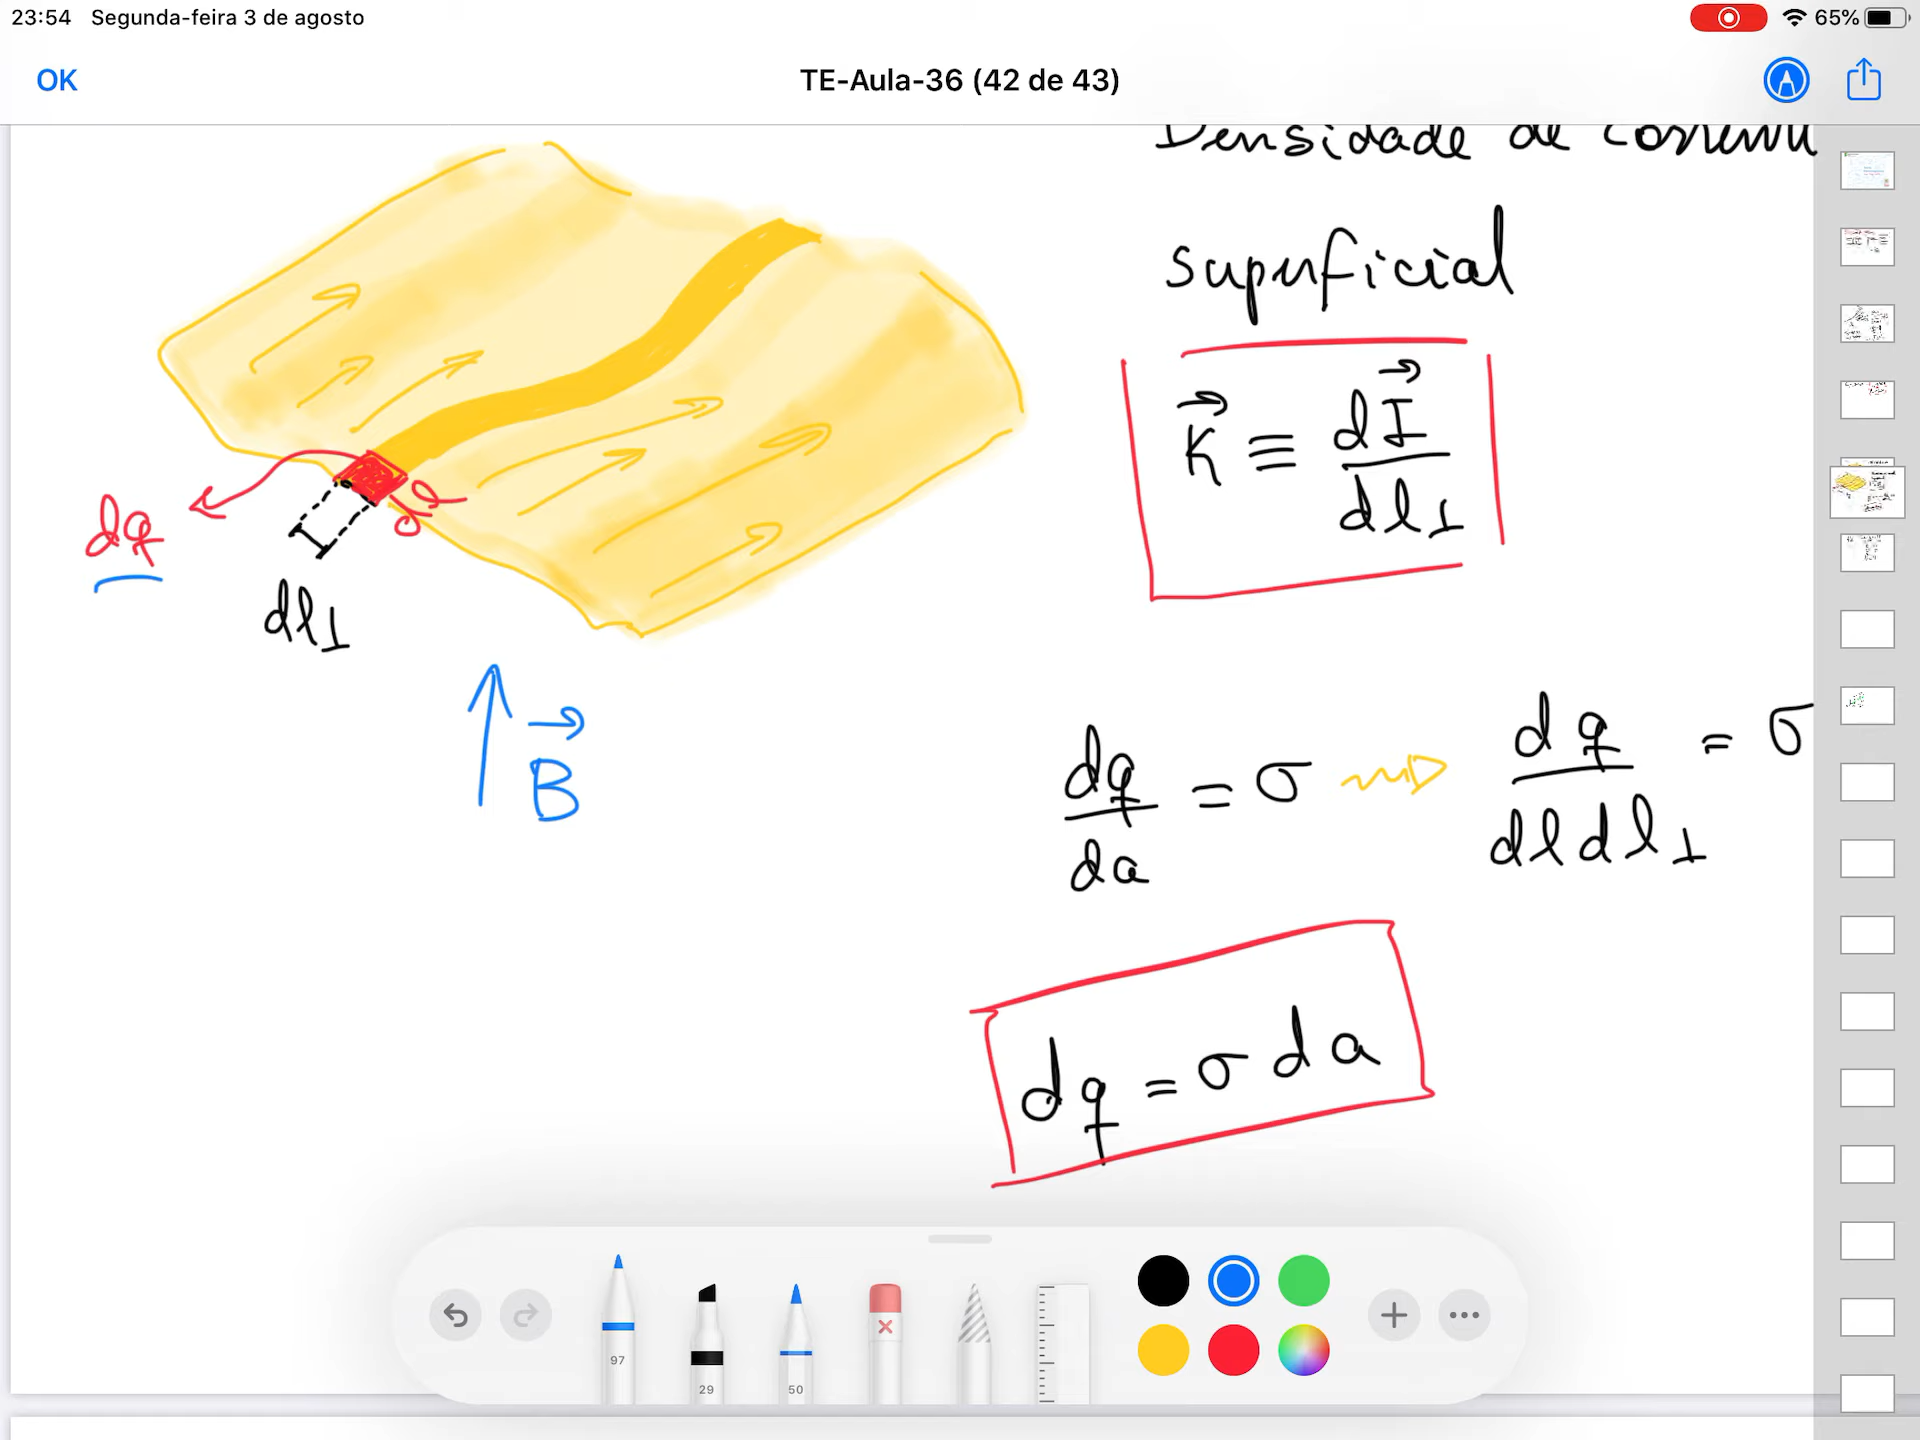 23:54 Segunda-feira 3 de agosto 65%
OK TE-Aula-36 (42 de 43)
Densidade de
superficial
K⃗ ≡ dI⃗ / dl⊥
dq
dl
dl⊥
B⃗
dq/da = σ ⇝ dq/(dl dl⊥) = σ
dq = σ da
97 29 50